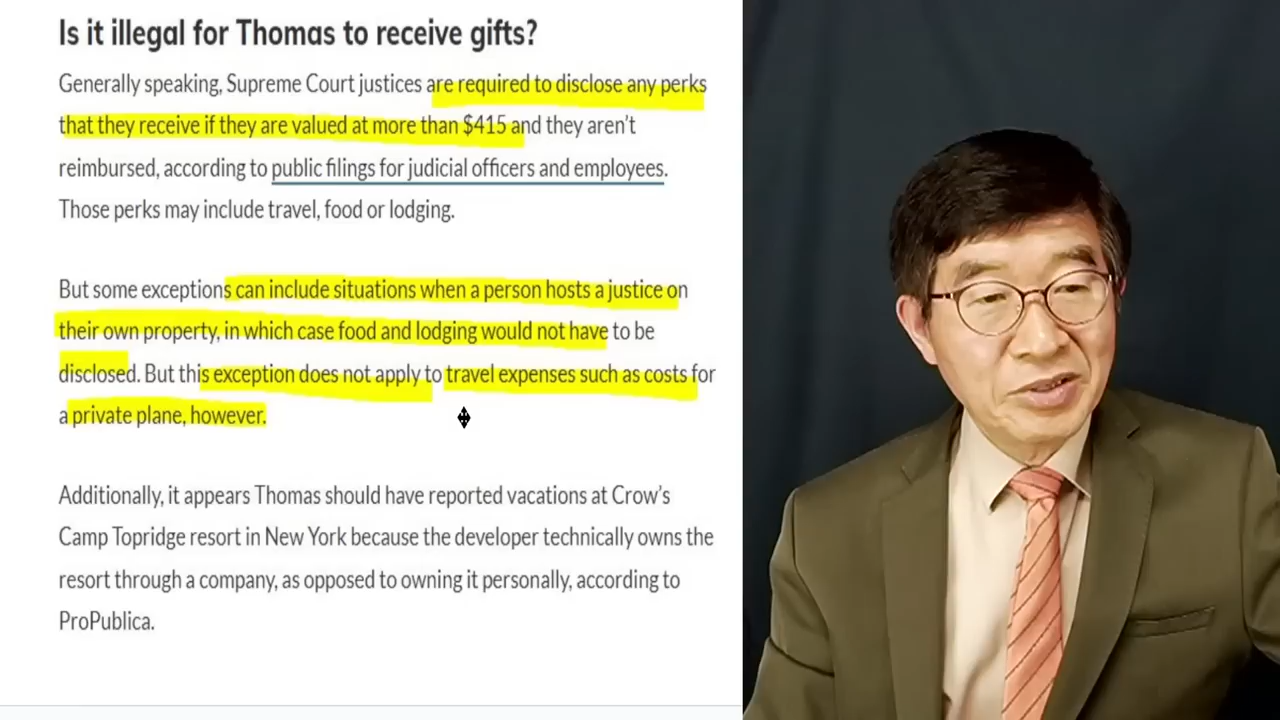 Is it illegal for Thomas to receive gifts?
Generally speaking, Supreme Court justices are required to disclose any perks
that they receive if they are valued at more than $415 and they aren't
reimbursed, according to public filings for judicial officers and employees.
Those perks may include travel, food or lodging.
But some exceptions can include situations when a person hosts a justice on
their own property, in which case food and lodging would not have to be
disclosed. But this exception does not apply to travel expenses such as costs for
a private plane, however.
Additionally, it appears Thomas should have reported vacations at Crow's
Camp Topridge resort in New York because the developer technically owns the
resort through a company, as opposed to owning it personally, according to
ProPublica.